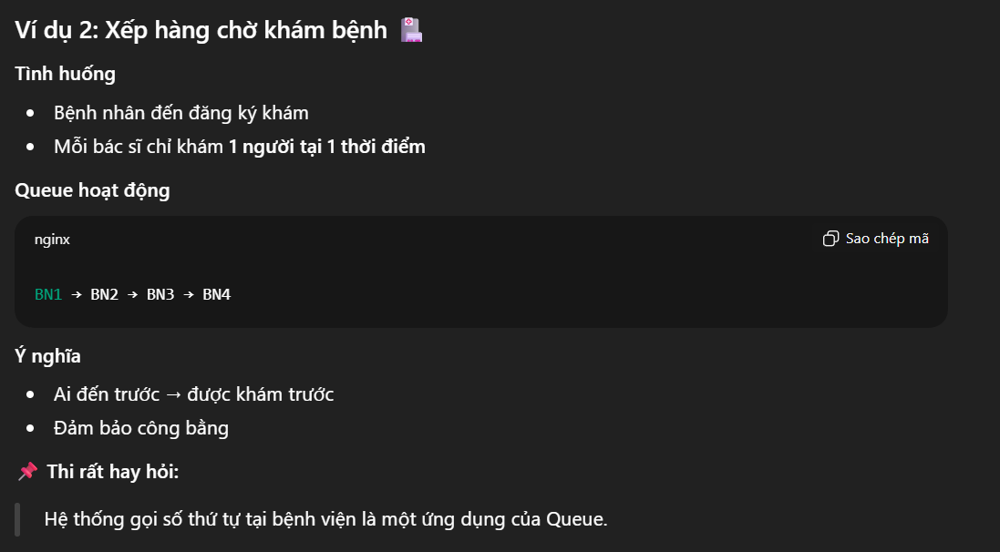 Ví dụ 2: Xếp hàng chờ khám bệnh 🏥
Tình huống
• Bệnh nhân đến đăng ký khám
• Mỗi bác sĩ chỉ khám 1 người tại 1 thời điểm
Queue hoạt động
nginx
Sao chép mã
BN1 → BN2 → BN3 → BN4
Ý nghĩa
• Ai đến trước → được khám trước
• Đảm bảo công bằng
📌 Thi rất hay hỏi:
Hệ thống gọi số thứ tự tại bệnh viện là một ứng dụng của Queue.